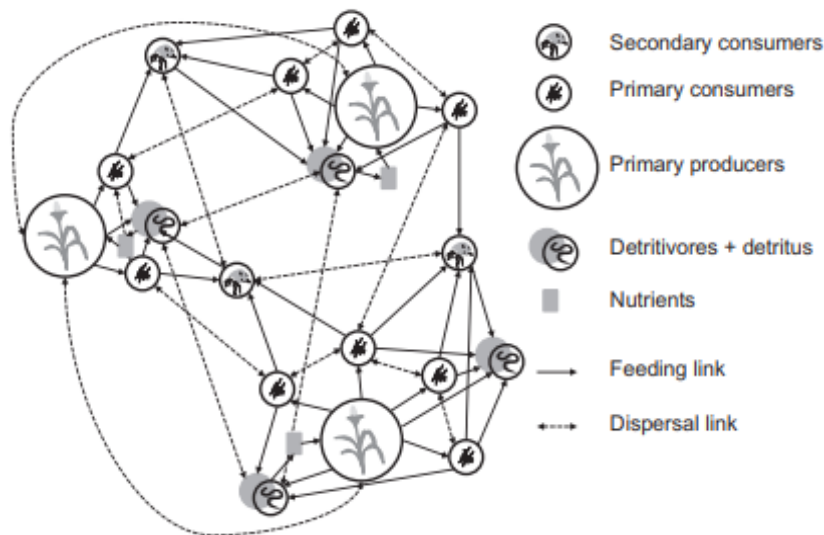 Secondary consumers
Primary consumers
Primary producers
Detritivores + detritus
Nutrients
Feeding link
Dispersal link